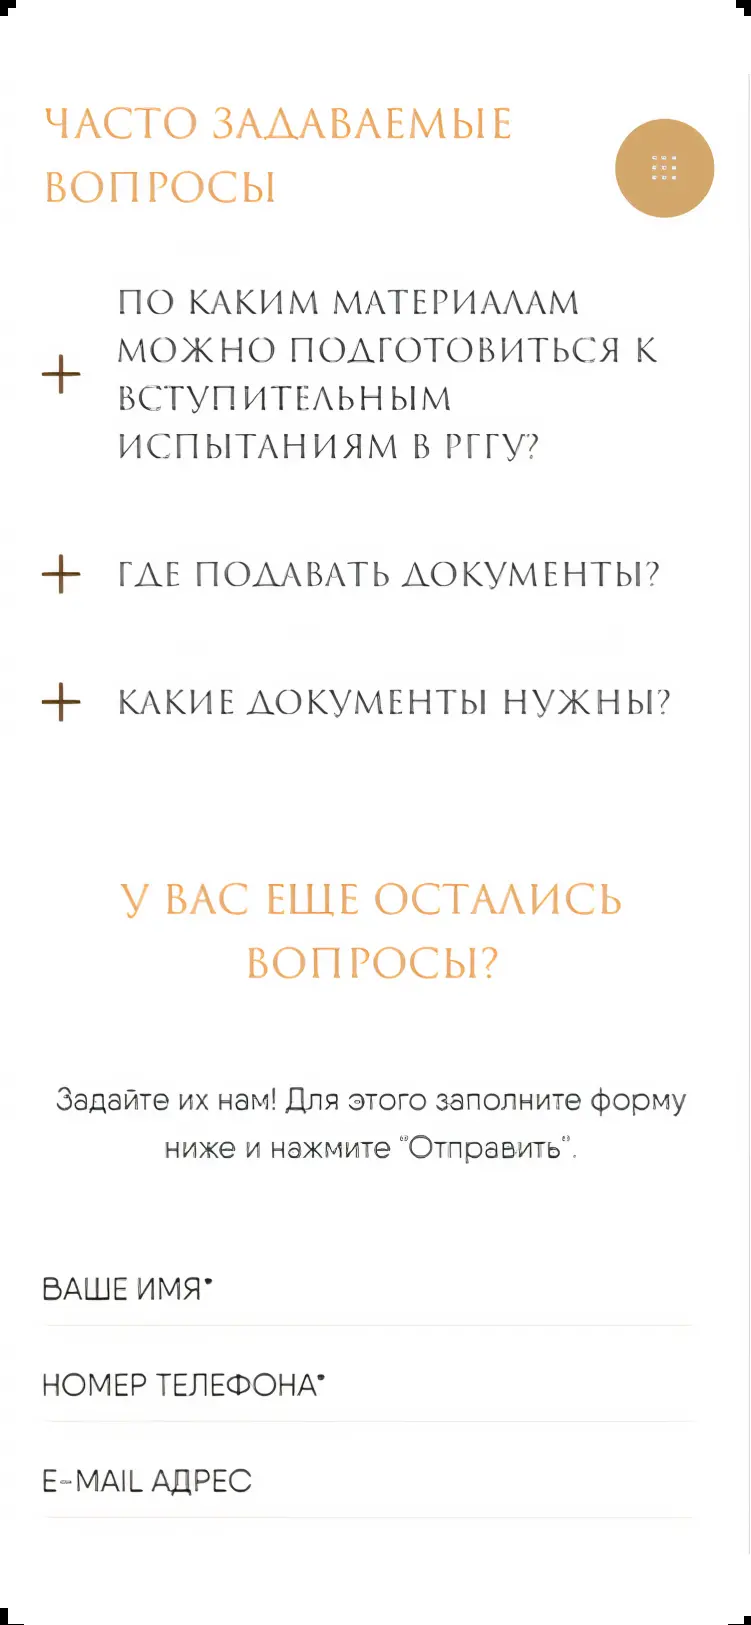 ЧАСТО ЗАДАВАЕМЫЕ
ВОПРОСЫ
ПО КАКИМ МАТЕРИАЛАМ
МОЖНО ПОДГОТОВИТЬСЯ К
ВСТУПИТЕЛЬНЫМ
ИСПЫТАНИЯМ В РГГУ?
ГДЕ ПОДАВАТЬ ДОКУМЕНТЫ?
КАКИЕ ДОКУМЕНТЫ НУЖНЫ?
У ВАС ЕЩЕ ОСТАЛИСЬ
ВОПРОСЫ?
Задайте их нам! Для этого заполните форму
ниже и нажмите "Отправить".
ВАШЕ ИМЯ*
НОМЕР ТЕЛЕФОНА*
E-MAIL АДРЕС